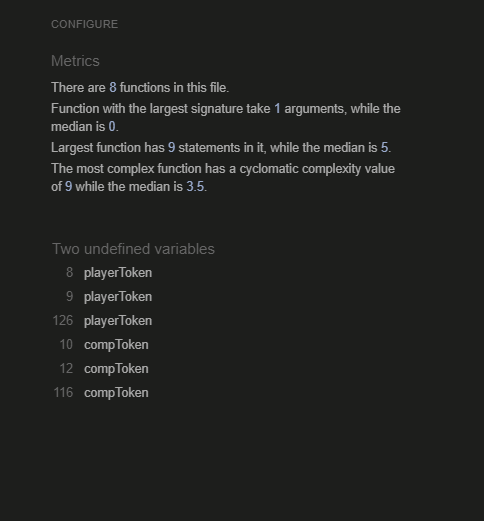 CONFIGURE
Metrics
There are 8 functions in this file.
Function with the largest signature take 1 arguments, while the
median is 0.
Largest function has 9 statements in it, while the median is 5.
The most complex function has a cyclomatic complexity value
of 9 while the median is 3.5.
Two undefined variables
8 playerToken
9 playerToken
126 playerToken
10 compToken
12 compToken
116 compToken